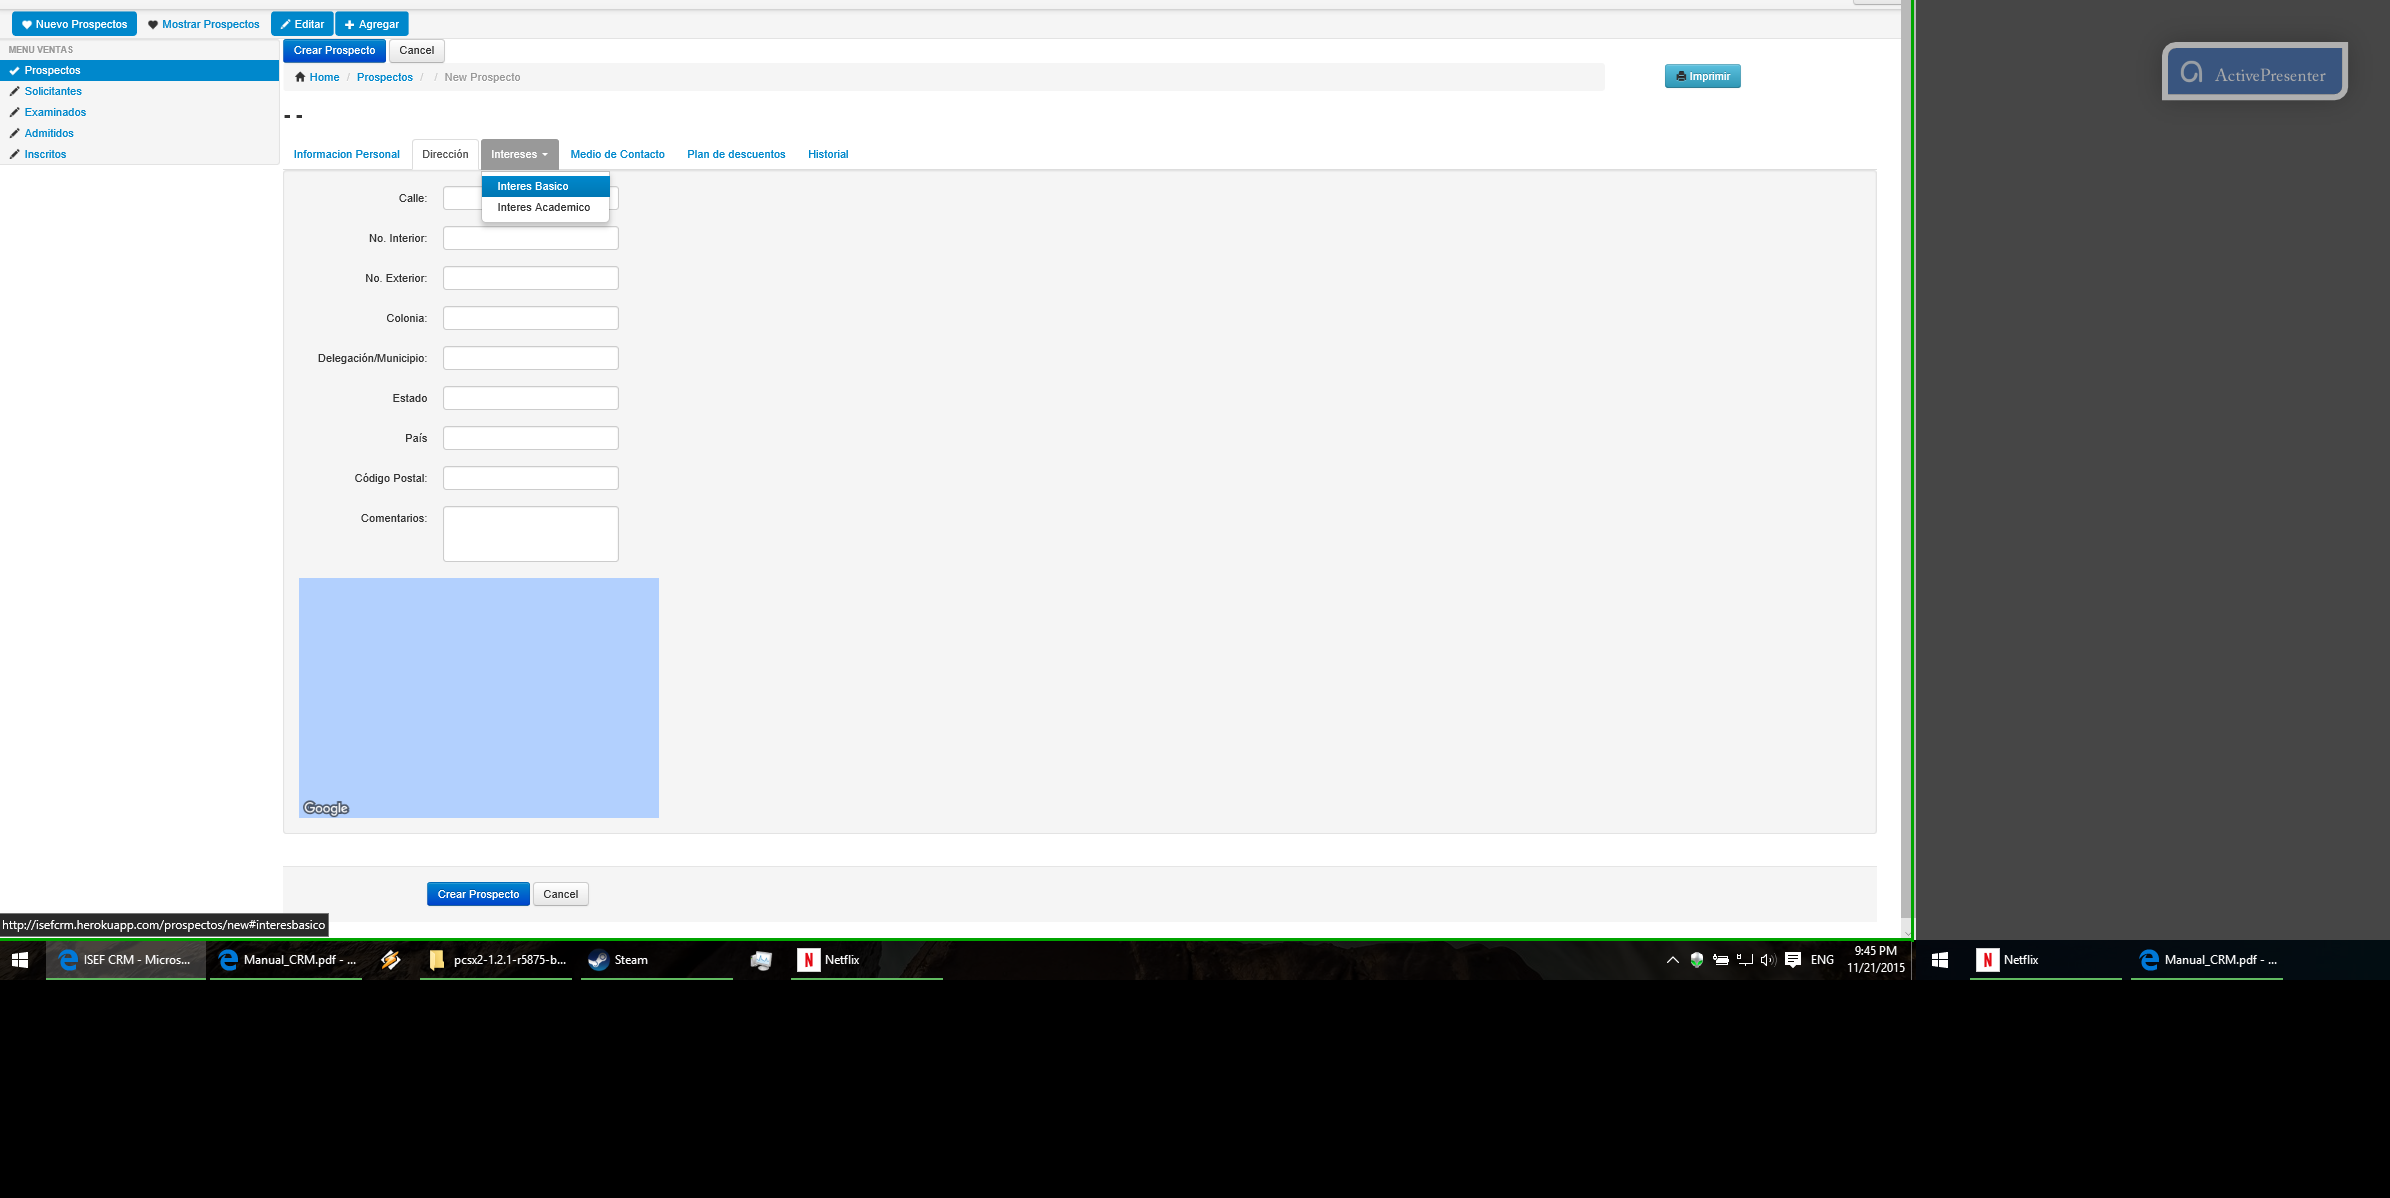 Nuevo Prospectos Mostrar Prospectos Editar Agregar
MENU VENTAS
Prospectos
Solicitantes
Examinados
Admitidos
Inscritos
Crear Prospecto Cancel
Home / Prospectos / / New Prospecto
Imprimir
ActivePresenter
- -
Informacion Personal Dirección Intereses Medio de Contacto Plan de descuentos Historial
Interes Basico
Interes Academico
Calle:
No. Interior:
No. Exterior:
Colonia:
Delegación/Municipio:
Estado
País
Código Postal:
Comentarios:
Google
Crear Prospecto Cancel
http://isefcrm.herokuapp.com/prospectos/new#interesbasico
ISEF CRM - Micros... Manual_CRM.pdf - ... pcsx2-1.2.1-r5875-b... Steam N Netflix ENG 9:45 PM
11/21/2015
N Netflix Manual_CRM.pdf - ...